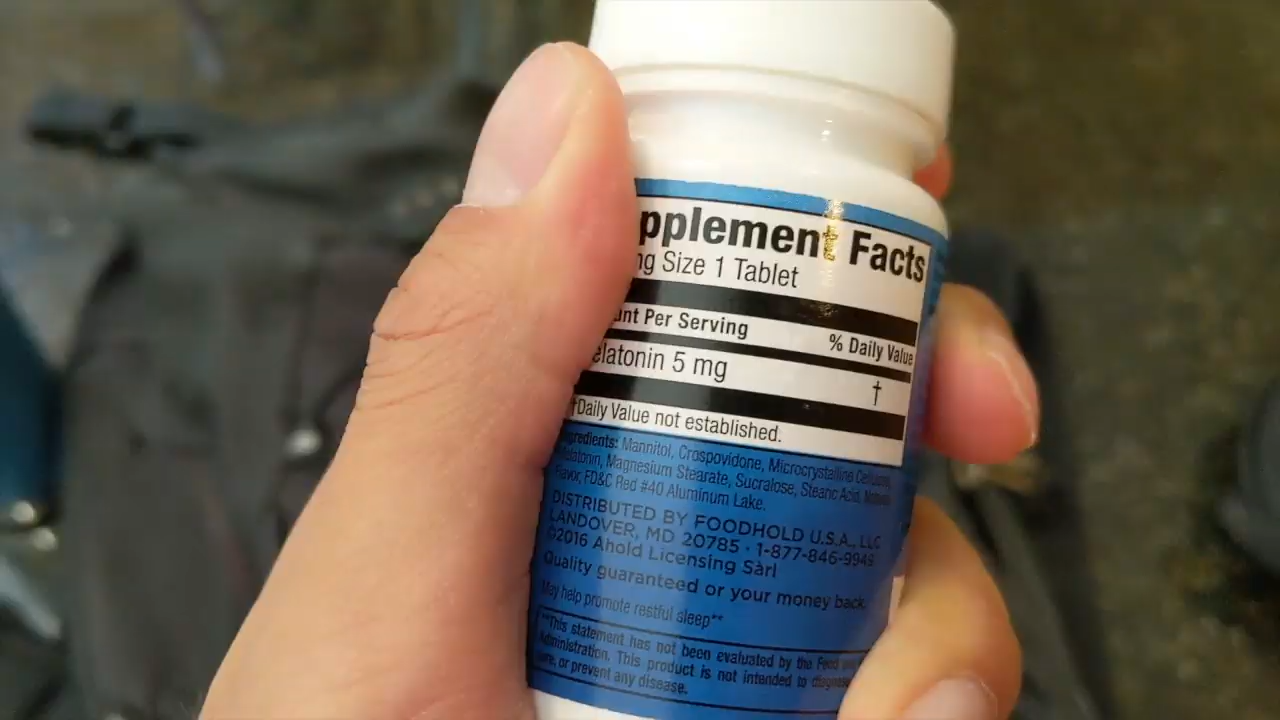 pplement Facts
ng Size 1 Tablet
unt Per Serving
% Daily Value
elatonin 5 mg
†
†Daily Value not established.
ngredients: Mannitol, Crospovidone, Microcrystalline Cellulose,
Melatonin, Magnesium Stearate, Sucralose, Stearic Acid, Natural
Flavor, FD&C Red #40 Aluminum Lake.
DISTRIBUTED BY FOODHOLD U.S.A., LLC
LANDOVER, MD 20785 · 1-877-846-9949
©2016 Ahold Licensing Sàrl
Quality guaranteed or your money back.
May help promote restful sleep**
**This statement has not been evaluated by the Food and
Administration. This product is not intended to diagnose,
cure, or prevent any disease.